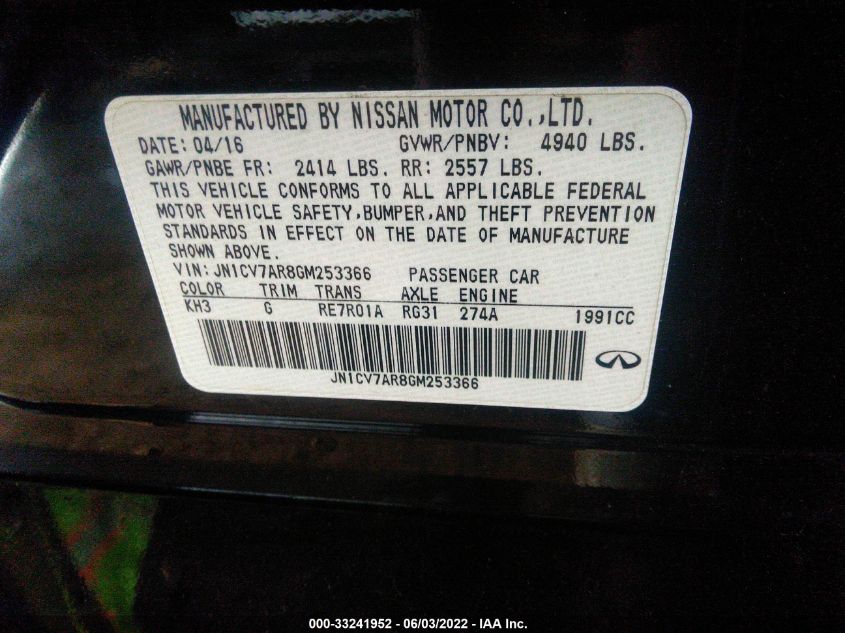 MANUFACTURED BY NISSAN MOTOR CO.,LTD.
DATE: 04/16 GVWR/PNBV: 4940 LBS.
GAWR/PNBE FR: 2414 LBS. RR: 2557 LBS.
THIS VEHICLE CONFORMS TO ALL APPLICABLE FEDERAL
MOTOR VEHICLE SAFETY,BUMPER,AND THEFT PREVENTION
STANDARDS IN EFFECT ON THE DATE OF MANUFACTURE
SHOWN ABOVE.
VIN:JN1CV7AR8GM253366 PASSENGER CAR
COLOR TRIM TRANS AXLE ENGINE
KH3 G RE7R01A RG31 274A 1991CC
JN1CV7AR8GM253366
000-33241952 - 06/03/2022 - IAA Inc.